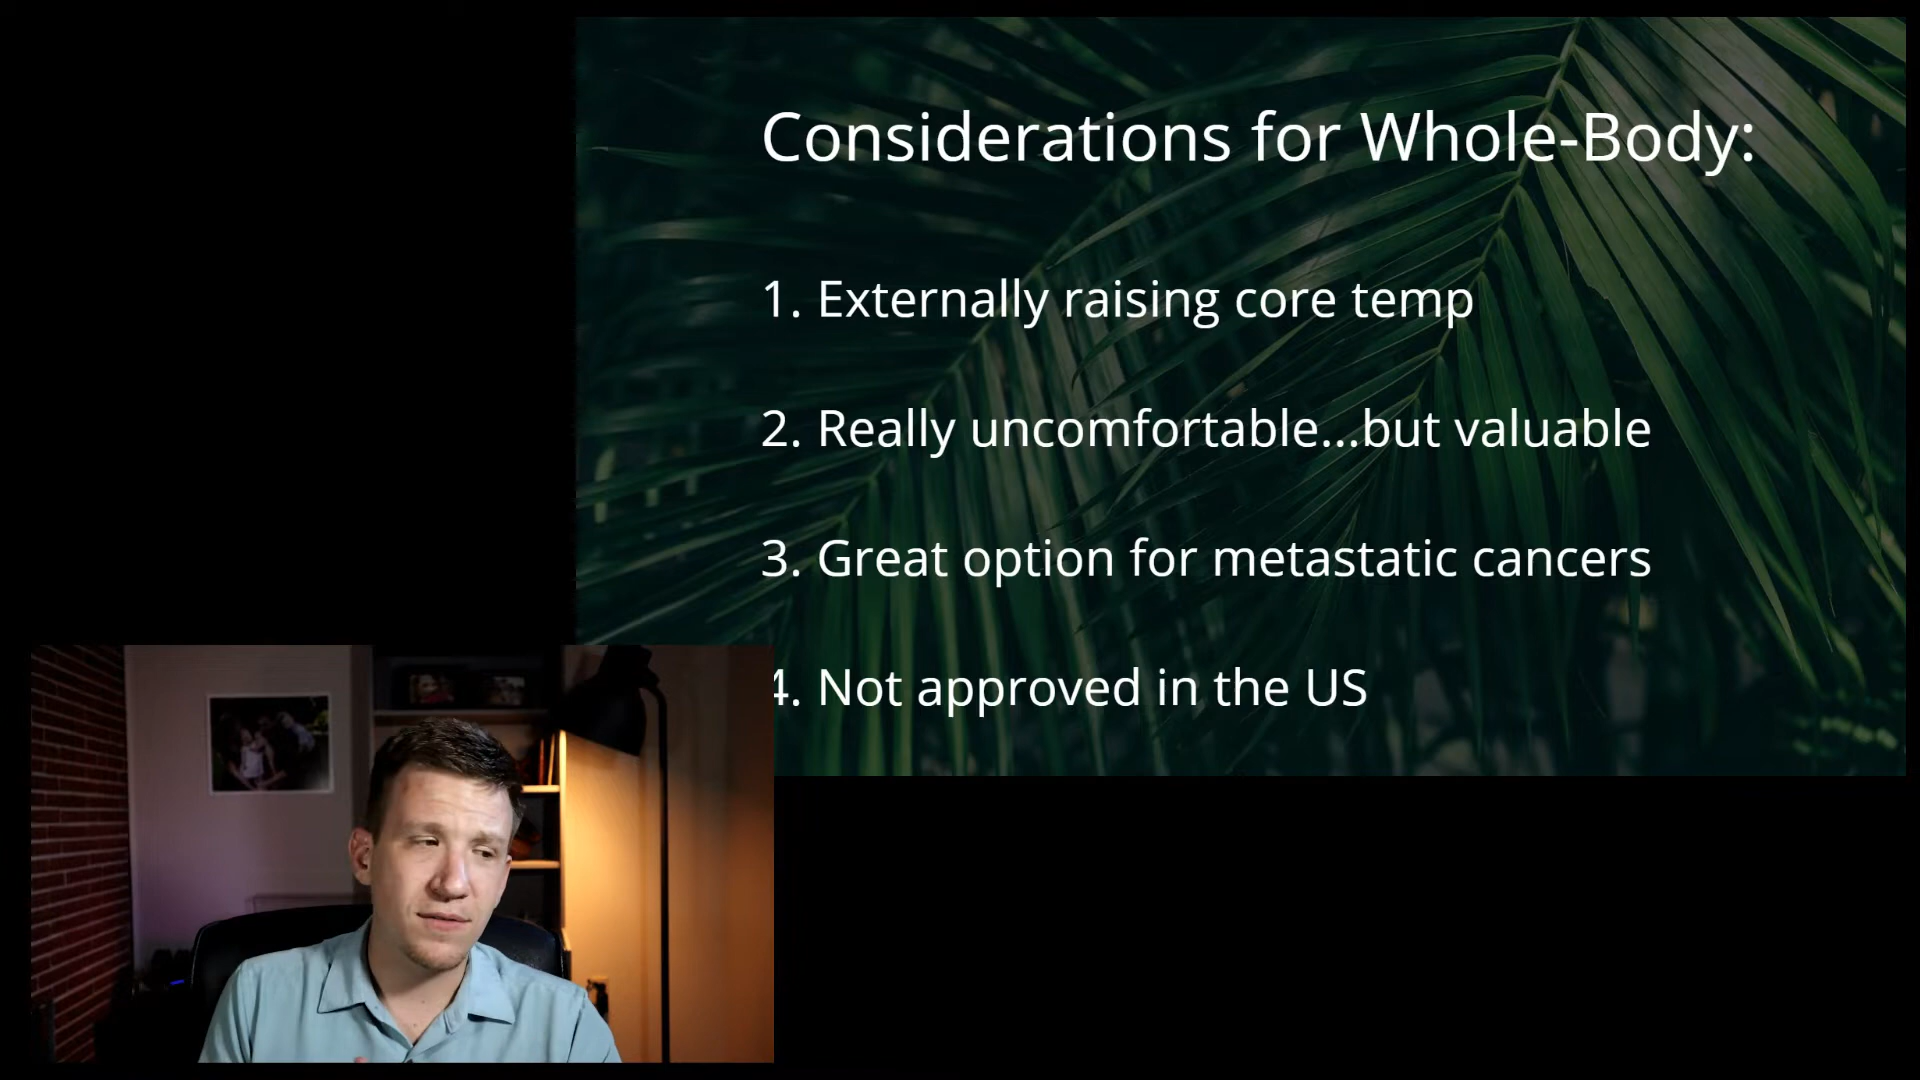 Considerations for Whole-Body:
1. Externally raising core temp
2. Really uncomfortable...but valuable
3. Great option for metastatic cancers
4. Not approved in the US